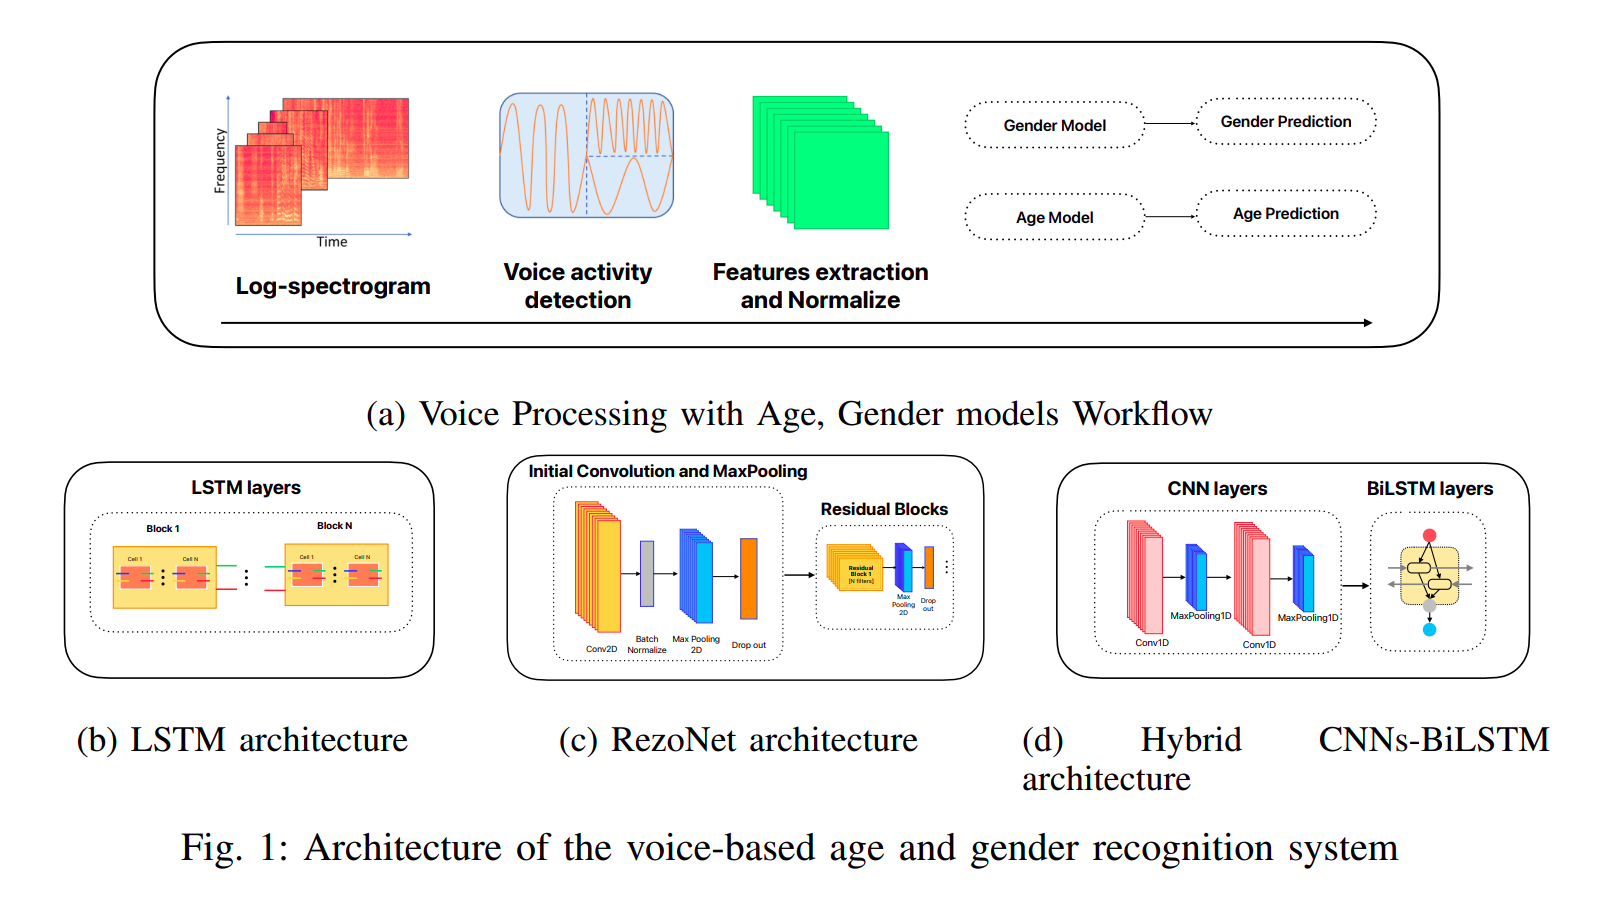 Frequency
Time
Log-spectrogram
Voice activity
detection
Features extraction
and Normalize
Gender Model
Gender Prediction
Age Model
Age Prediction
(a) Voice Processing with Age, Gender models Workflow
LSTM layers
Block 1
Cell 1
Cell N
Block N
Cell 1
Cell N
(b) LSTM architecture
Initial Convolution and MaxPooling
Conv2D
Batch
Normalize
Max Pooling
2D
Drop out
Residual Blocks
Residual
Block 1
[N filters]
Max
Pooling
2D
Drop
out
(c) RezoNet architecture
CNN layers
Conv1D
MaxPooling1D
Conv1D
MaxPooling1D
BiLSTM layers
(d) Hybrid CNNs-BiLSTM
architecture
Fig. 1: Architecture of the voice-based age and gender recognition system